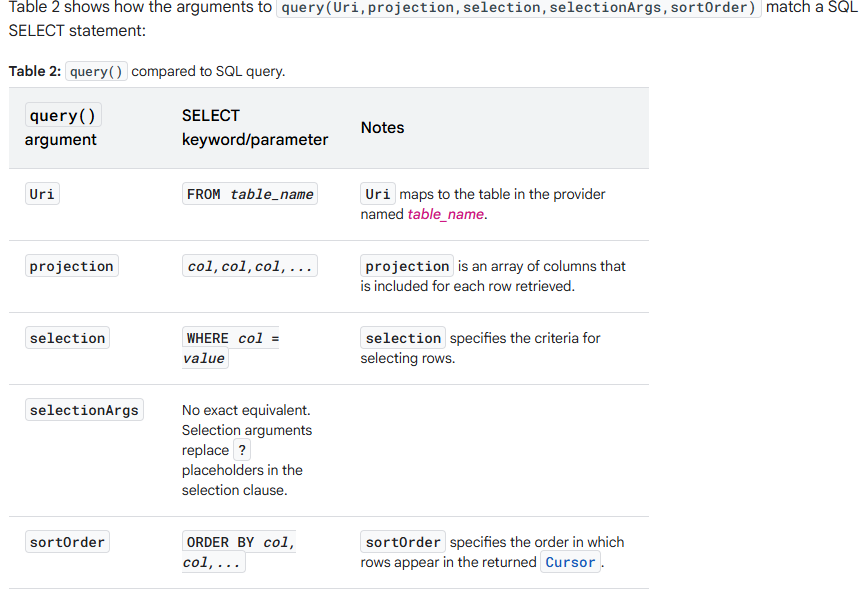 Table 2 shows how the arguments to query(Uri,projection,selection,selectionArgs,sortOrder) match a SQL
SELECT statement:
Table 2: query() compared to SQL query.
query()
argument
SELECT
keyword/parameter
Notes
Uri
FROM table_name
Uri maps to the table in the provider
named table_name.
projection
col,col,col,...
projection is an array of columns that
is included for each row retrieved.
selection
WHERE col =
value
selection specifies the criteria for
selecting rows.
selectionArgs
No exact equivalent.
Selection arguments
replace ?
placeholders in the
selection clause.
sortOrder
ORDER BY col,
col,...
sortOrder specifies the order in which
rows appear in the returned Cursor.